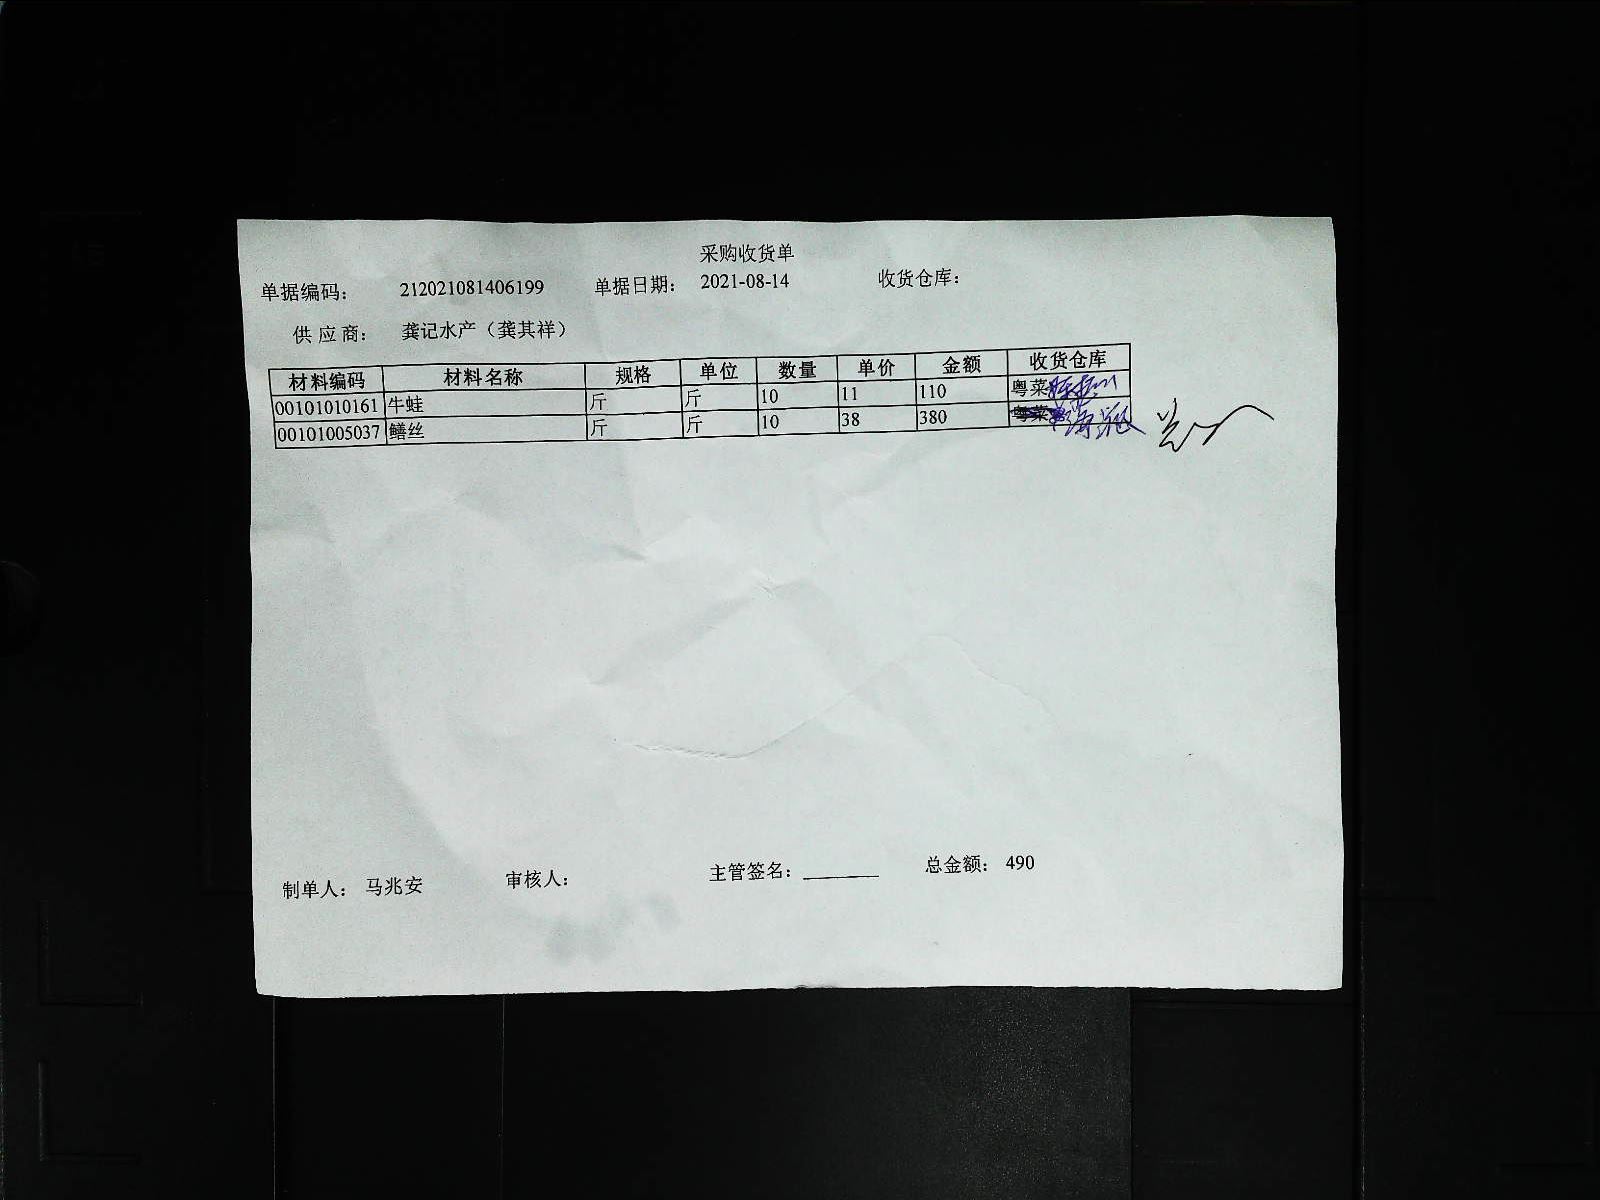 采购收货单
单据编码： 212021081406199 单据日期： 2021-08-14 收货仓库：
供 应 商： 龚记水产（龚其祥）
材料编码 材料名称 规格 单位 数量 单价 金额 收货仓库
00101010161 牛蛙 斤 斤 10 11 110 粤菜
00101005037 鳝丝 斤 斤 10 38 380 粤菜
制单人： 马兆安 审核人： 主管签名： 总金额： 490